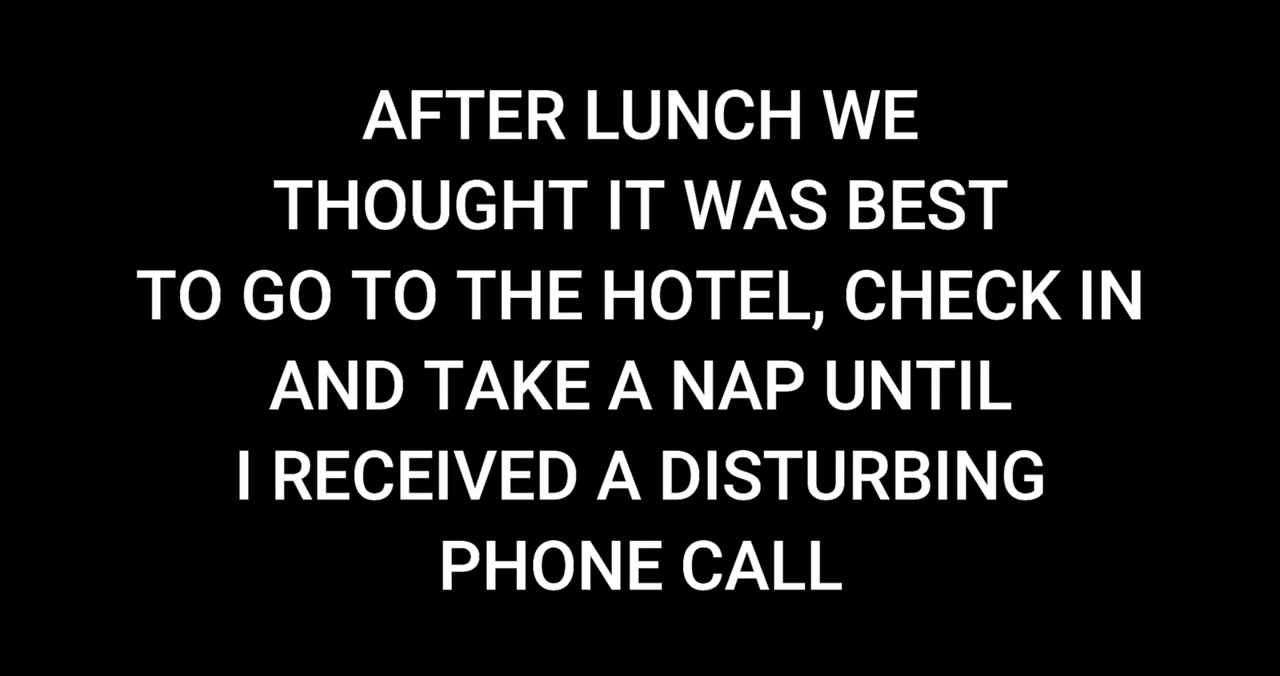 AFTER LUNCH WE
THOUGHT IT WAS BEST
TO GO TO THE HOTEL, CHECK IN
AND TAKE A NAP UNTIL
I RECEIVED A DISTURBING
PHONE CALL